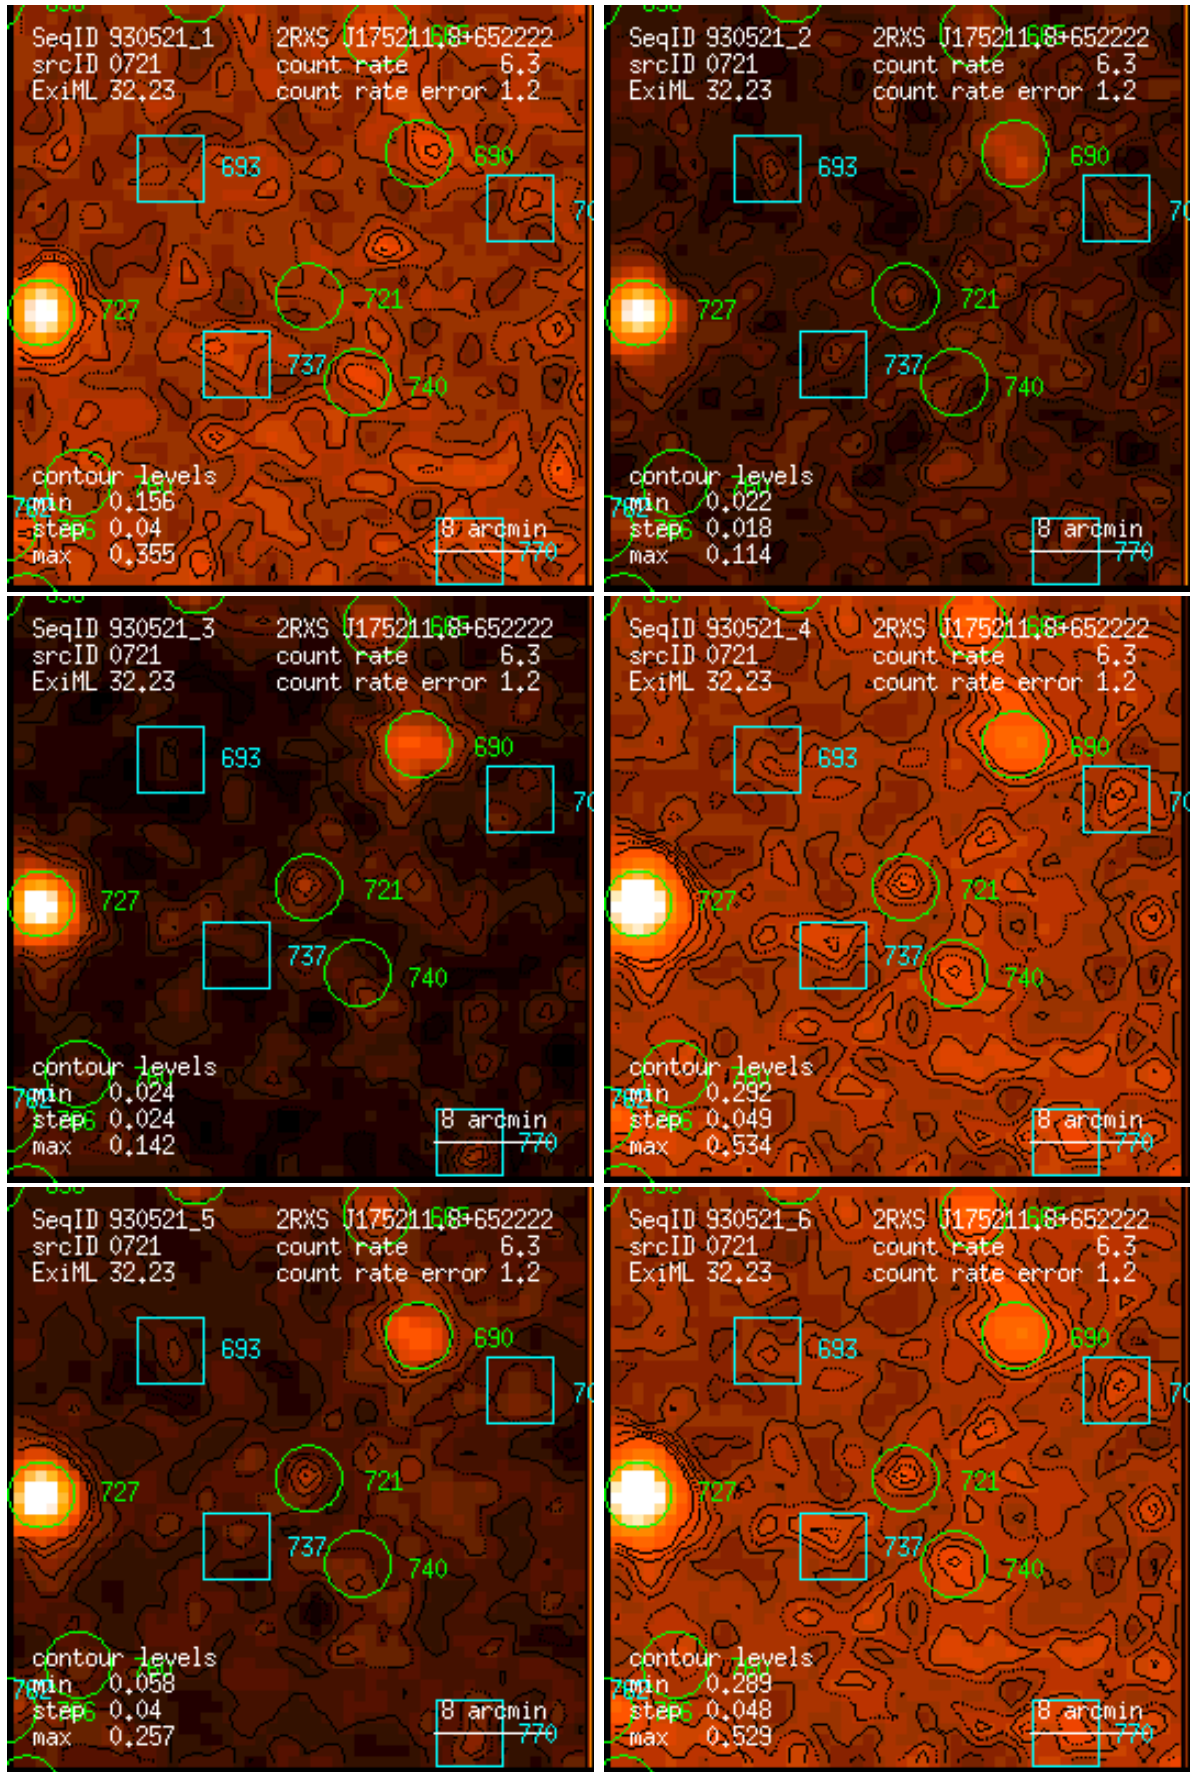 SeqID 930521_1 2RXS J175211.8+652222
srcID 0721 count rate 6.3
ExiML 32.23 count rate error 1.2
693
690
70
727
721
737
740
contour levels
min 0.156
step 0.04
max 0.355
8 arcmin
770
SeqID 930521_2 2RXS J175211.8+652222
srcID 0721 count rate 6.3
ExiML 32.23 count rate error 1.2
693
690
70
727
721
737
740
contour levels
min 0.022
step 0.018
max 0.114
8 arcmin
770
SeqID 930521_3 2RXS J175211.8+652222
srcID 0721 count rate 6.3
ExiML 32.23 count rate error 1.2
693
690
70
727
721
737
740
contour levels
min 0.024
step 0.024
max 0.142
8 arcmin
770
SeqID 930521_4 2RXS J175211.8+652222
srcID 0721 count rate 6.3
ExiML 32.23 count rate error 1.2
693
690
70
727
721
737
740
contour levels
min 0.292
step 0.049
max 0.534
8 arcmin
770
SeqID 930521_5 2RXS J175211.8+652222
srcID 0721 count rate 6.3
ExiML 32.23 count rate error 1.2
693
690
70
727
721
737
740
contour levels
min 0.058
step 0.04
max 0.257
8 arcmin
770
SeqID 930521_6 2RXS J175211.8+652222
srcID 0721 count rate 6.3
ExiML 32.23 count rate error 1.2
693
690
70
727
721
737
740
contour levels
min 0.289
step 0.048
max 0.529
8 arcmin
770